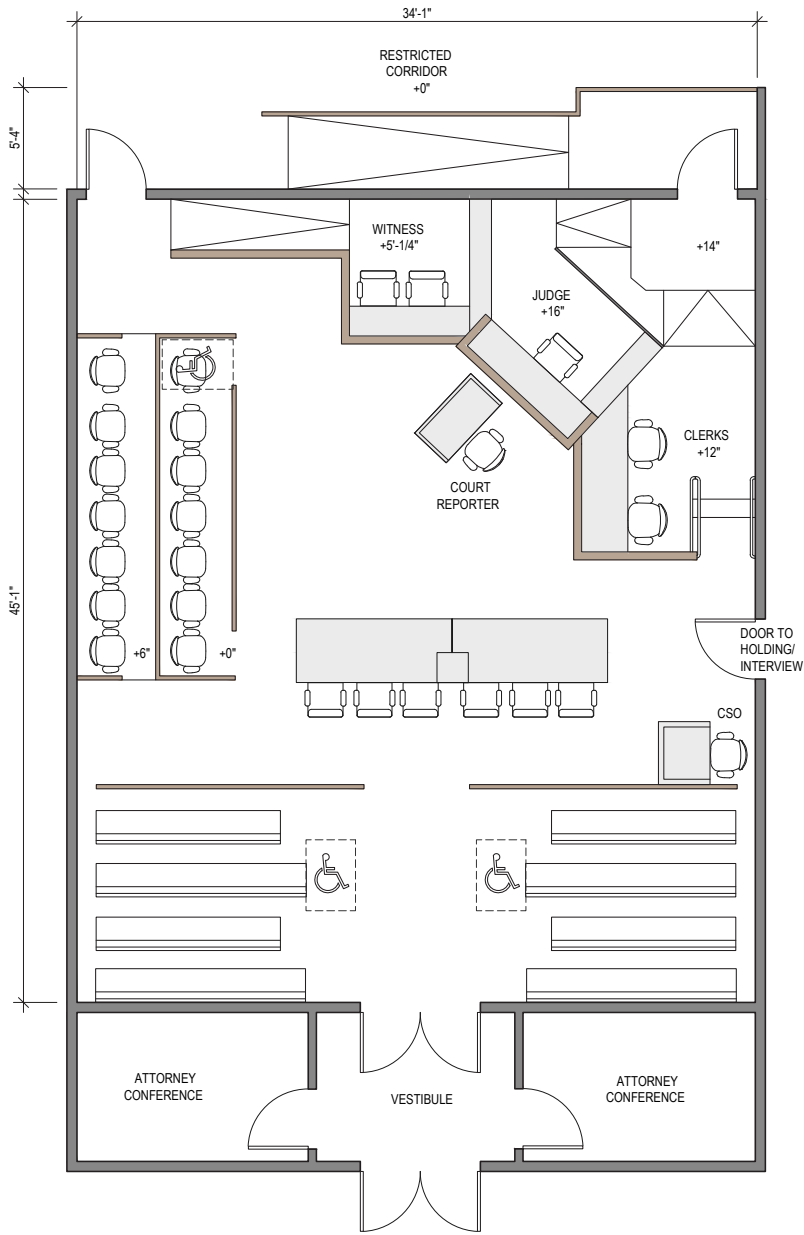 34'-1"
RESTRICTED
CORRIDOR
+0"
5'-4"
WITNESS
+5'-1/4"
+14"
JUDGE
+16"
CLERKS
+12"
COURT
REPORTER
45'-1"
+6"
+0"
DOOR TO
HOLDING/
INTERVIEW
CSO
ATTORNEY
CONFERENCE
VESTIBULE
ATTORNEY
CONFERENCE